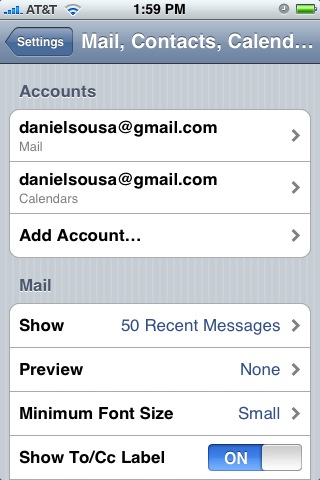 AT&T 1:59 PM
Settings Mail, Contacts, Calend...
Accounts
danielsousa@gmail.com
Mail
danielsousa@gmail.com
Calendars
Add Account...
Mail
Show 50 Recent Messages
Preview None
Minimum Font Size Small
Show To/Cc Label ON